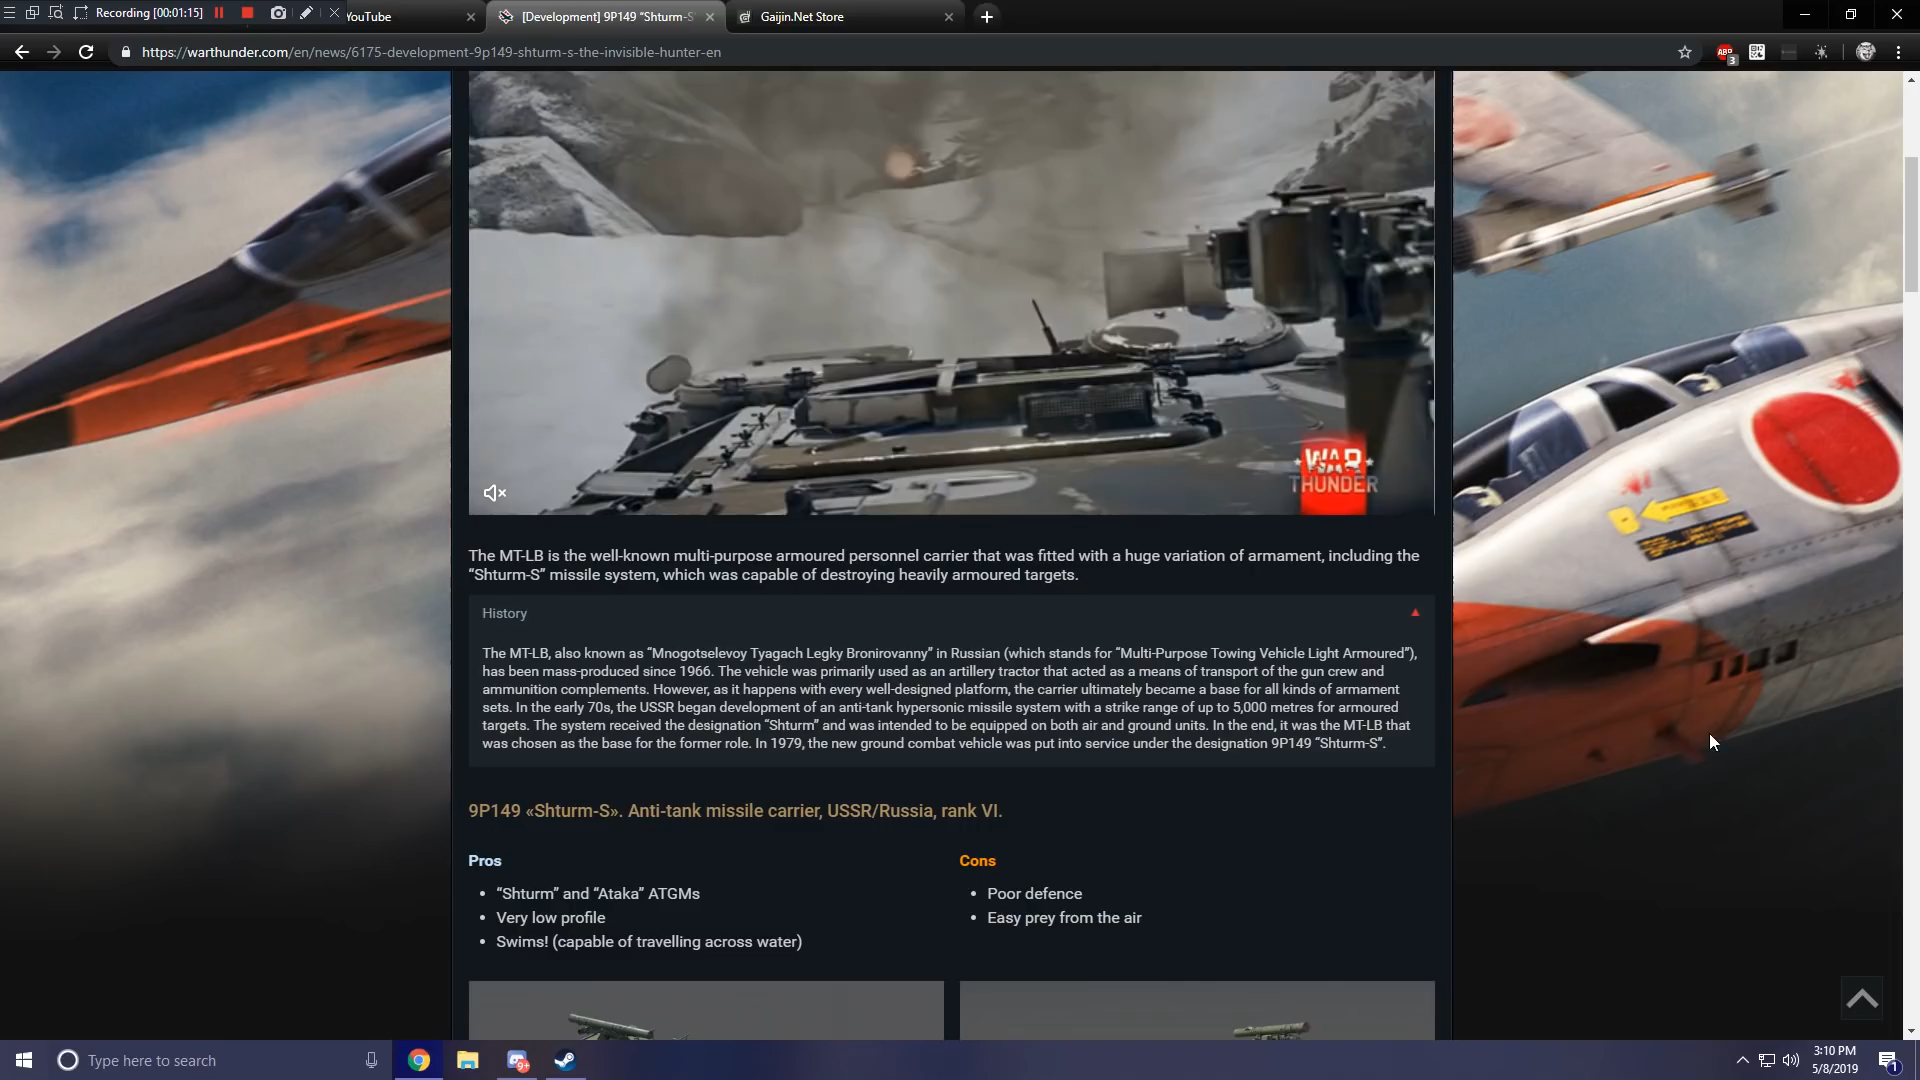 Recording [00:01:15]
YouTube
[Development] 9P149 “Shturm-S”
Gaijin.Net Store
https://warthunder.com/en/news/6175-development-9p149-shturm-s-the-invisible-hunter-en
ABP
3
WAR
THUNDER
The MT-LB is the well-known multi-purpose armoured personnel carrier that was fitted with a huge variation of armament, including the
“Shturm-S” missile system, which was capable of destroying heavily armoured targets.
History
The MT-LB, also known as “Mnogotselevoy Tyagach Legky Bronirovanny” in Russian (which stands for “Multi-Purpose Towing Vehicle Light Armoured”),
has been mass-produced since 1966. The vehicle was primarily used as an artillery tractor that acted as a means of transport of the gun crew and
ammunition complements. However, as it happens with every well-designed platform, the carrier ultimately became a base for all kinds of armament
sets. In the early 70s, the USSR began development of an anti-tank hypersonic missile system with a strike range of up to 5,000 metres for armoured
targets. The system received the designation “Shturm” and was intended to be equipped on both air and ground units. In the end, it was the MT-LB that
was chosen as the base for the former role. In 1979, the new ground combat vehicle was put into service under the designation 9P149 “Shturm-S”.
9P149 «Shturm-S». Anti-tank missile carrier, USSR/Russia, rank VI.
Pros
• “Shturm” and “Ataka” ATGMs
• Very low profile
• Swims! (capable of travelling across water)
Cons
• Poor defence
• Easy prey from the air
Type here to search
9+
3:10 PM
5/8/2019
1